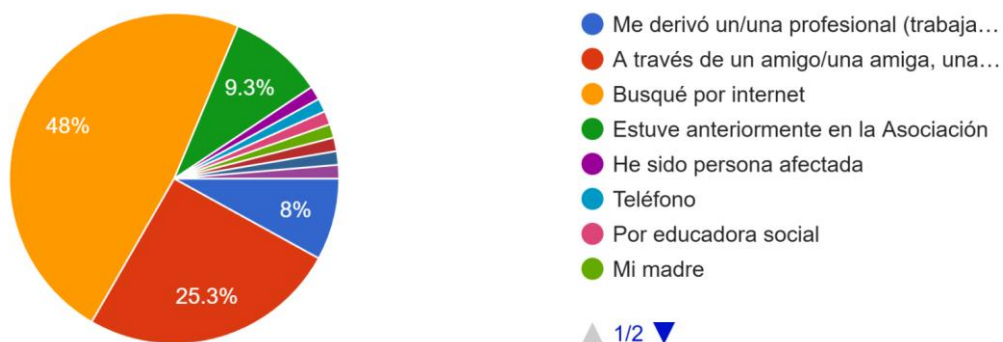 48%
9.3%
8%
25.3%
Me derivó un/una profesional (trabaja…
A través de un amigo/una amiga, una…
Busqué por internet
Estuve anteriormente en la Asociación
He sido persona afectada
Teléfono
Por educadora social
Mi madre
1/2